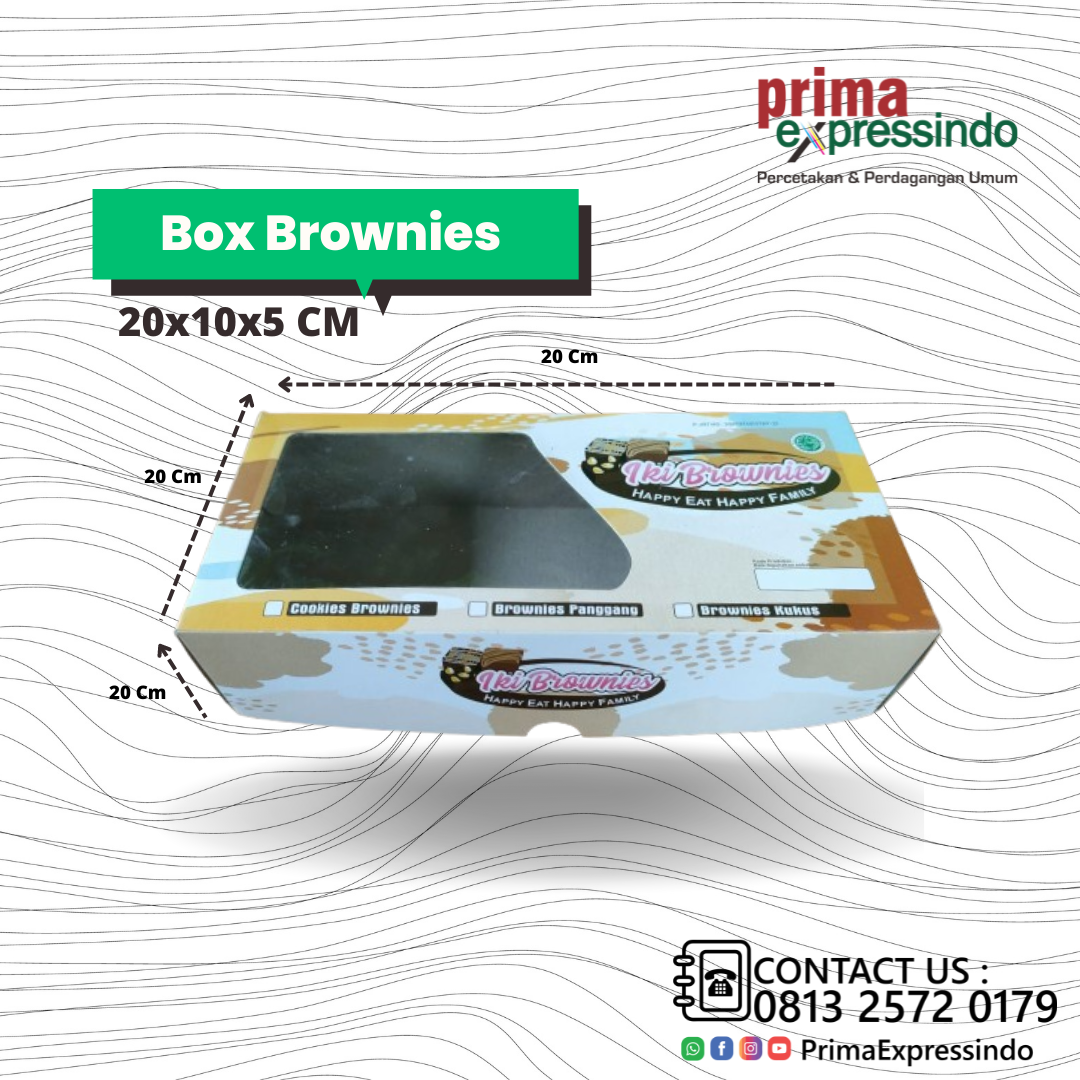 prima
expressindo
Percetakan & Perdagangan Umum
Box Brownies
20x10x5 CM
20 Cm
20 Cm
Iki Brownies
HAPPY EAT HAPPY FAMILY
Cookies Brownies
Brownies Panggang
Brownies Kukus
20 Cm
Iki Brownies
HAPPY EAT HAPPY FAMILY
CONTACT US :
0813 2572 0179
PrimaExpressindo